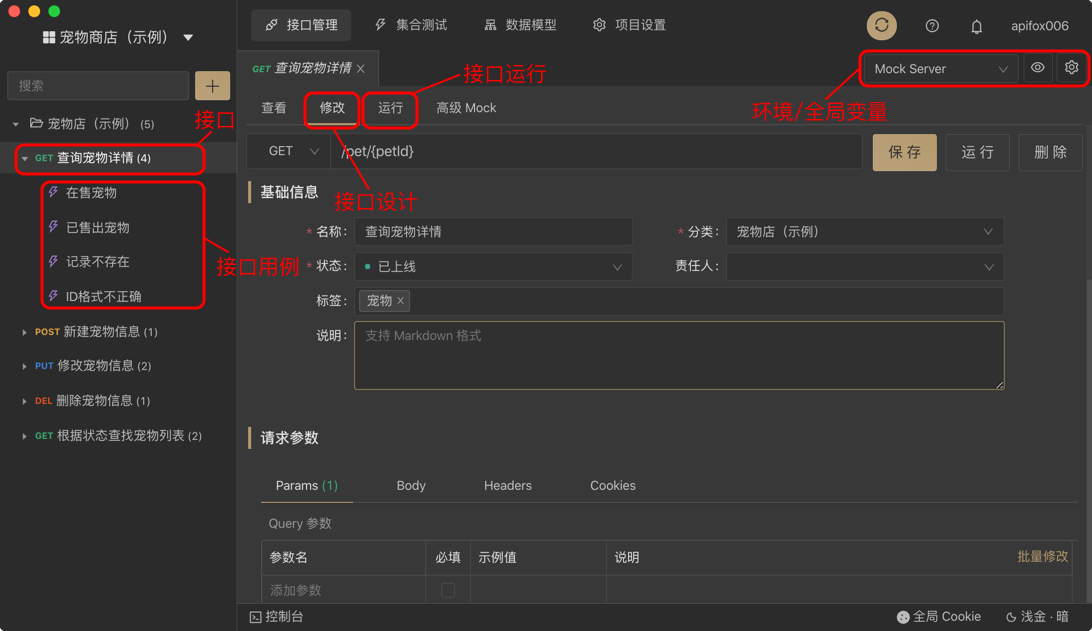 宠物商店（示例）
接口管理
集合测试
数据模型
项目设置
apifox006
搜索
GET 查询宠物详情
接口运行
Mock Server
环境/全局变量
查看
修改
运行
高级 Mock
宠物店（示例） (5)
接口
GET 查询宠物详情 (4)
在售宠物
已售出宠物
记录不存在
ID格式不正确
接口用例
POST 新建宠物信息 (1)
PUT 修改宠物信息 (2)
DEL 删除宠物信息 (1)
GET 根据状态查找宠物列表 (2)
GET
/pet/{petId}
保 存
运 行
删 除
接口设计
基础信息
* 名称:
查询宠物详情
* 分类:
宠物店（示例）
* 状态:
已上线
责任人:
标签:
宠物
说明:
支持 Markdown 格式
请求参数
Params (1)
Body
Headers
Cookies
Query 参数
参数名
必填
示例值
说明
批量修改
添加参数
控制台
全局 Cookie
浅金 · 暗